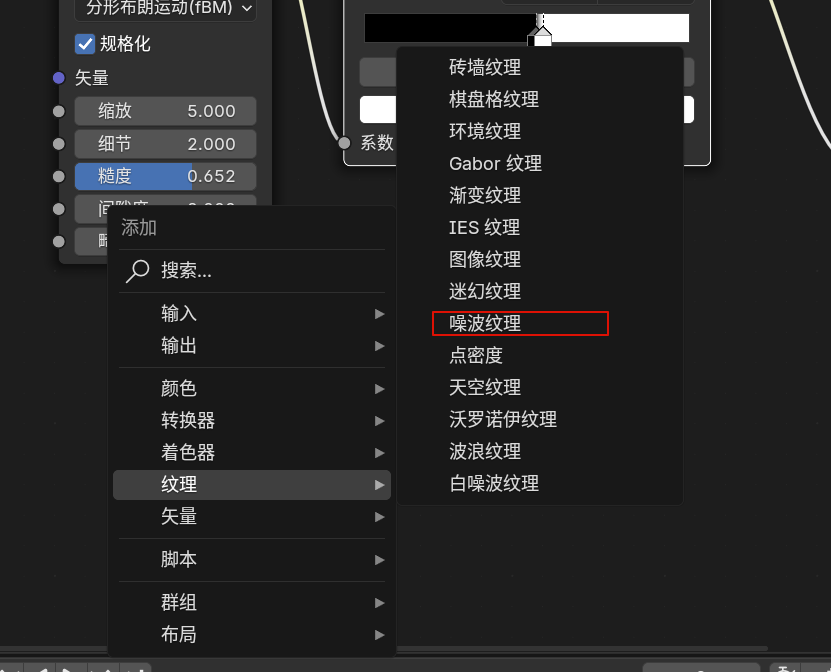 分形布朗运动(fBM)
规格化
矢量
缩放 5.000
细节 2.000
糙度 0.652
系数
添加
搜索...
输入
输出
颜色
转换器
着色器
纹理
矢量
脚本
群组
布局
砖墙纹理
棋盘格纹理
环境纹理
Gabor 纹理
渐变纹理
IES 纹理
图像纹理
迷幻纹理
噪波纹理
点密度
天空纹理
沃罗诺伊纹理
波浪纹理
白噪波纹理